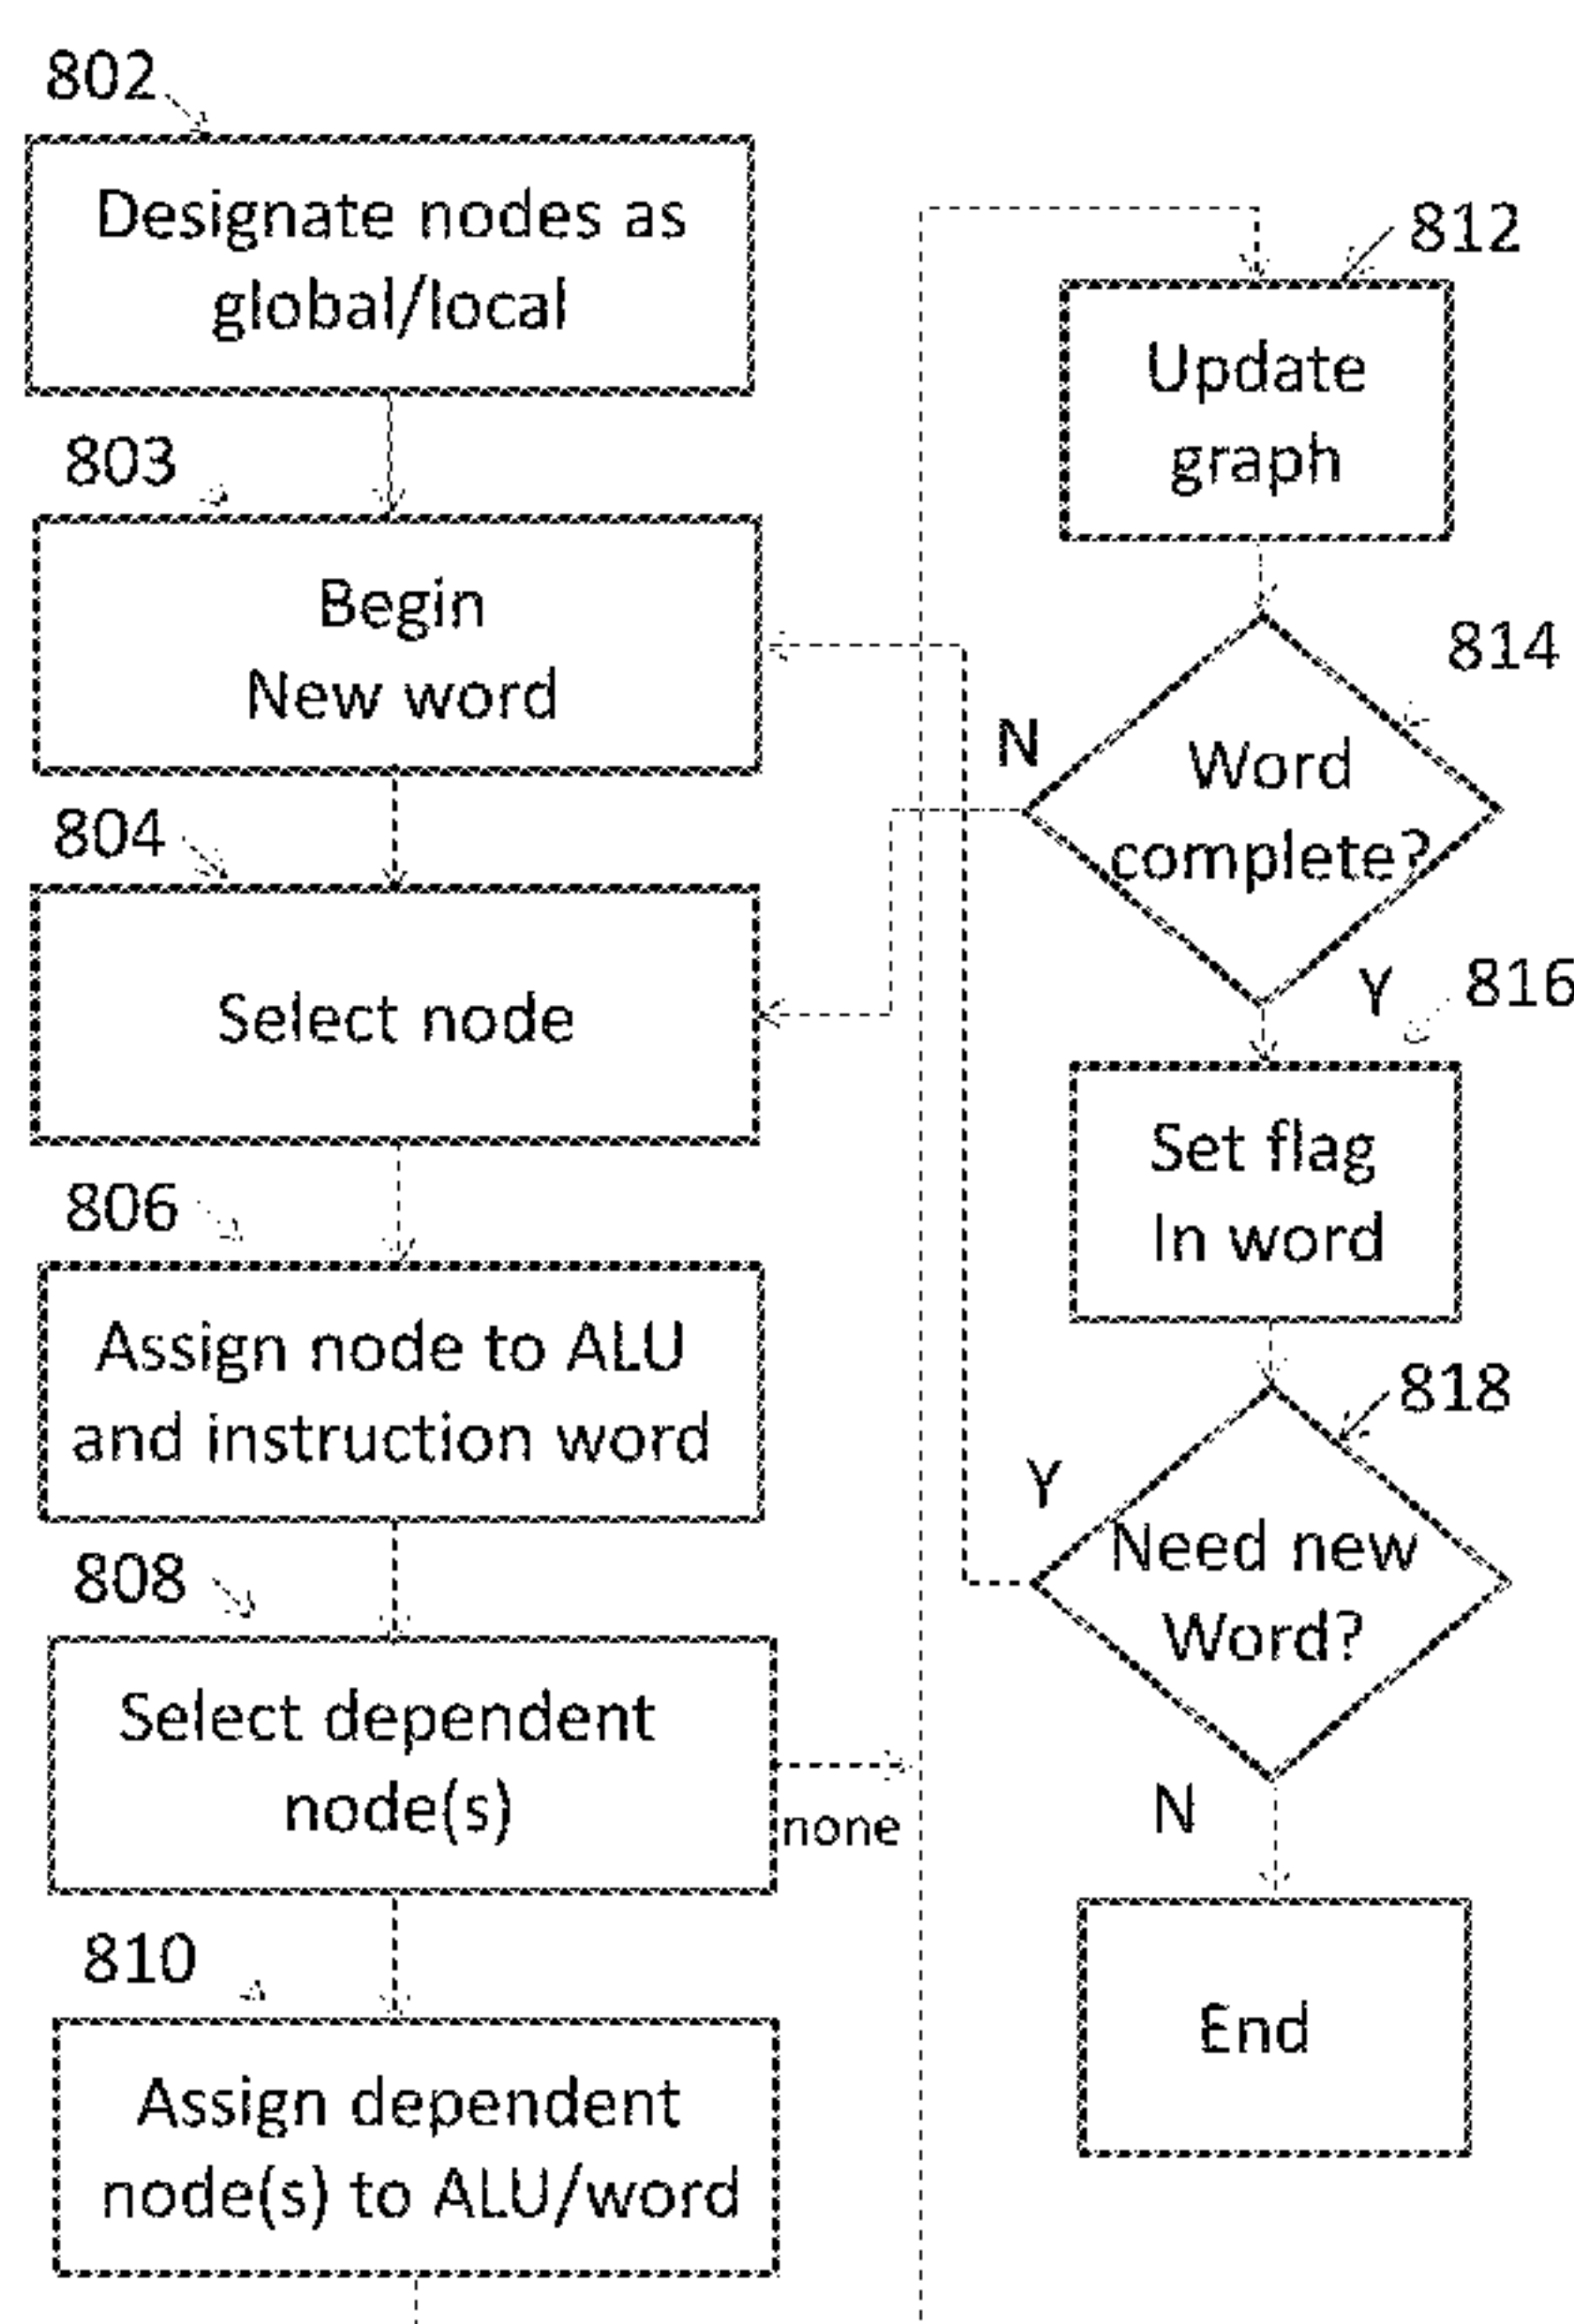 802
Designate nodes as
global/local
803
Begin
New word
804
Select node
806
Assign node to ALU
and instruction word
808
Select dependent
node(s)
none
810
Assign dependent
node(s) to ALU/word
812
Update
graph
814
N
Word
complete?
Y
816
Set flag
In word
818
Y
Need new
Word?
N
End